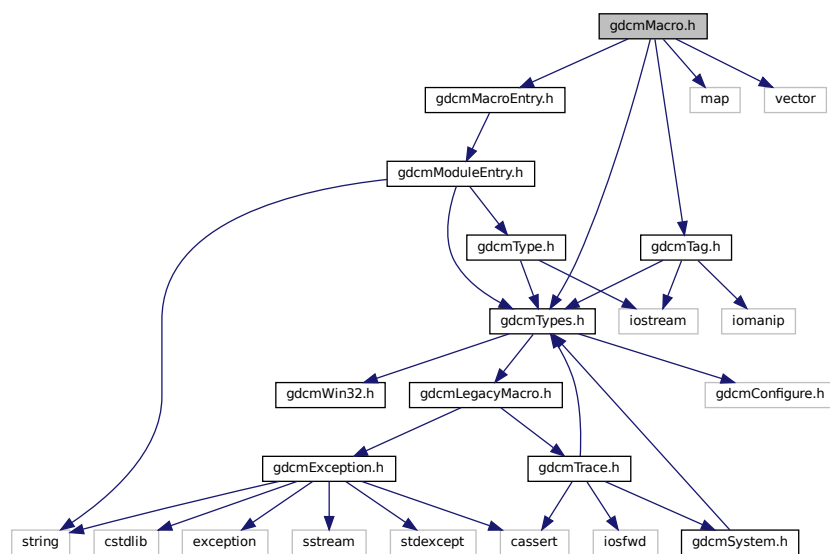 gdcmMacro.h
gdcmMacroEntry.h
map
vector
gdcmModuleEntry.h
gdcmType.h
gdcmTag.h
gdcmTypes.h
iostream
iomanip
gdcmWin32.h
gdcmLegacyMacro.h
gdcmConfigure.h
gdcmException.h
gdcmTrace.h
string
cstdlib
exception
sstream
stdexcept
cassert
iosfwd
gdcmSystem.h